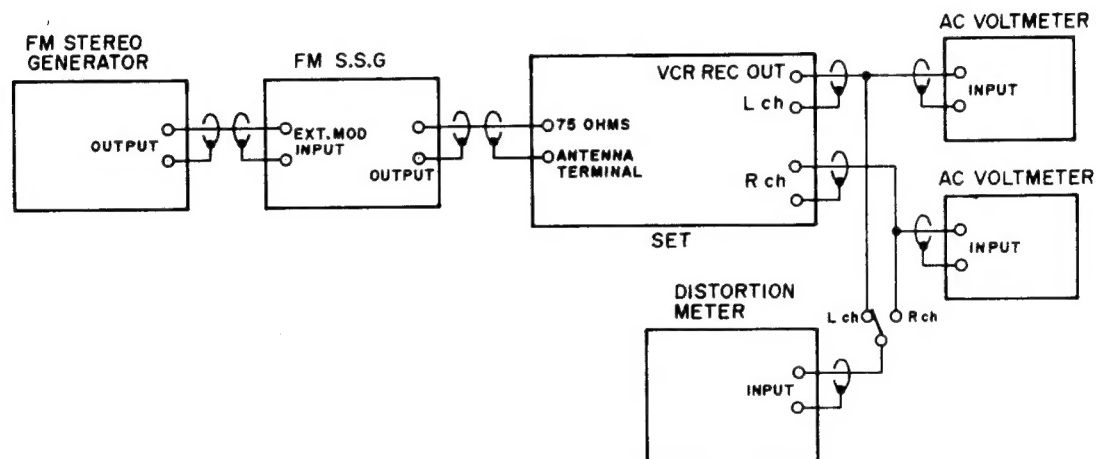 FM STEREO
GENERATOR
OUTPUT
FM S.S.G
EXT.MOD
INPUT
OUTPUT
75 OHMS
ANTENNA
TERMINAL
VCR REC OUT
L ch
R ch
SET
AC VOLTMETER
INPUT
AC VOLTMETER
INPUT
DISTORTION
METER
L ch
R ch
INPUT